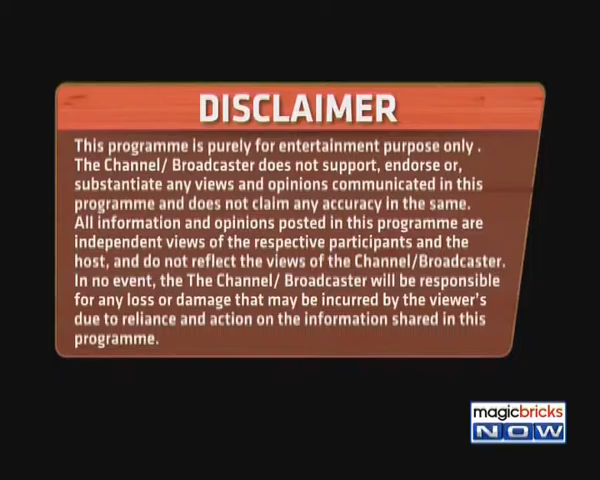 DISCLAIMER
This programme is purely for entertainment purpose only .
The Channel/ Broadcaster does not support, endorse or,
substantiate any views and opinions communicated in this
programme and does not claim any accuracy in the same.
All information and opinions posted in this programme are
independent views of the respective participants and the
host, and do not reflect the views of the Channel/Broadcaster.
In no event, the The Channel/ Broadcaster will be responsible
for any loss or damage that may be incurred by the viewer's
due to reliance and action on the information shared in this
programme.
magicbricks
NOW